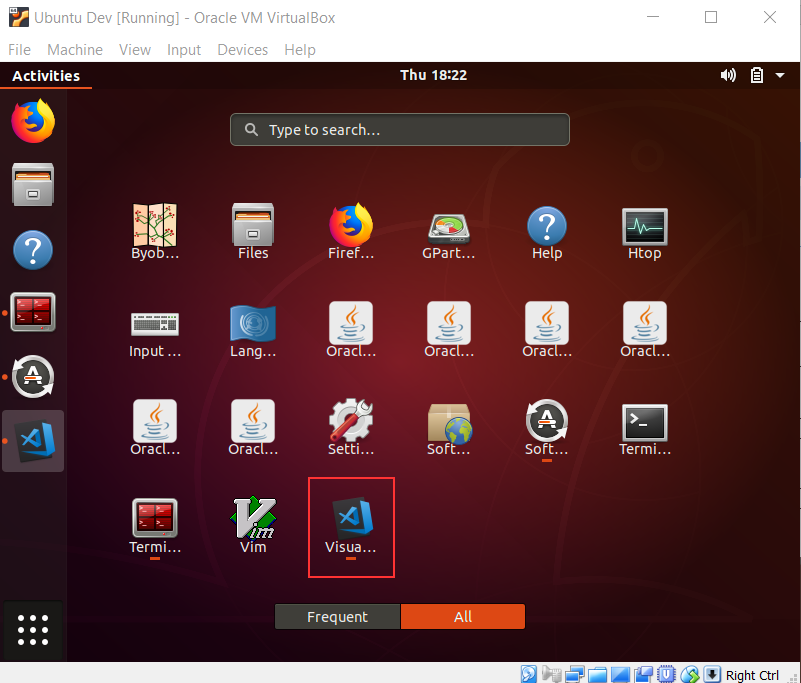 Ubuntu Dev [Running] - Oracle VM VirtualBox
File Machine View Input Devices Help
Activities Thu 18:22
Type to search...
Byob... Files Firef... GPart... Help Htop
Input ... Lang... Oracl... Oracl... Oracl... Oracl...
Oracl... Oracl... Setti... Soft... Soft... Termi...
Termi... Vim Visua...
Frequent All
Right Ctrl